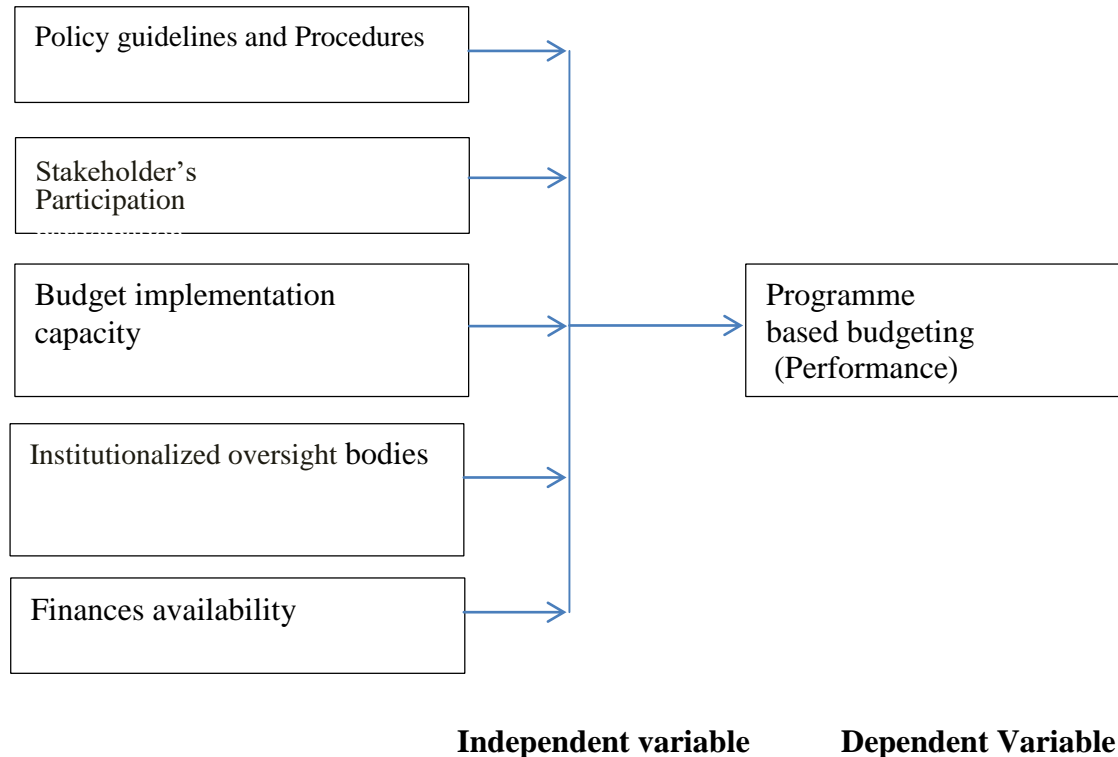 Policy guidelines and Procedures
Stakeholder’s
Participation
Budget implementation
capacity
Programme
based budgeting
(Performance)
Institutionalized oversight bodies
Finances availability
Independent variable Dependent Variable